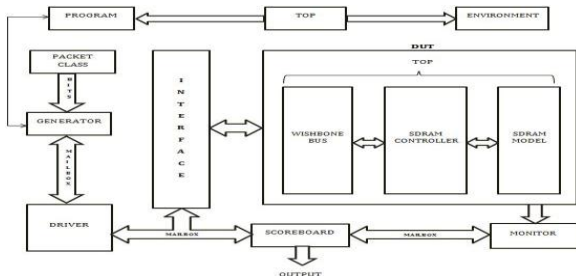 PROGRAM
TOP
ENVIRONMENT
PACKET
CLASS
BITS
GENERATOR
MAILBOX
DRIVER
INTERFACE
DUT
TOP
WISHBONE
BUS
SDRAM
CONTROLLER
SDRAM
MODEL
MAILBOX
SCOREBOARD
MAILBOX
MONITOR
OUTPUT